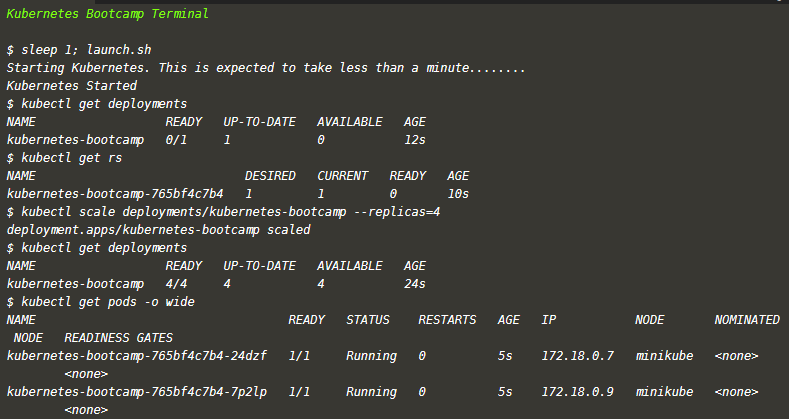 Kubernetes Bootcamp Terminal
$ sleep 1; launch.sh
Starting Kubernetes. This is expected to take less than a minute........
Kubernetes Started
$ kubectl get deployments
NAME                  READY   UP-TO-DATE   AVAILABLE   AGE
kubernetes-bootcamp   0/1     1            0           12s
$ kubectl get rs
NAME                             DESIRED   CURRENT   READY   AGE
kubernetes-bootcamp-765bf4c7b4   1         1         0       10s
$ kubectl scale deployments/kubernetes-bootcamp --replicas=4
deployment.apps/kubernetes-bootcamp scaled
$ kubectl get deployments
NAME                  READY   UP-TO-DATE   AVAILABLE   AGE
kubernetes-bootcamp   4/4     4            4           24s
$ kubectl get pods -o wide
NAME                                   READY   STATUS    RESTARTS   AGE   IP           NODE       NOMINATED
 NODE   READINESS GATES
kubernetes-bootcamp-765bf4c7b4-24dzf   1/1     Running   0          5s    172.18.0.7   minikube   <none>
        <none>
kubernetes-bootcamp-765bf4c7b4-7p2lp   1/1     Running   0          5s    172.18.0.9   minikube   <none>
        <none>